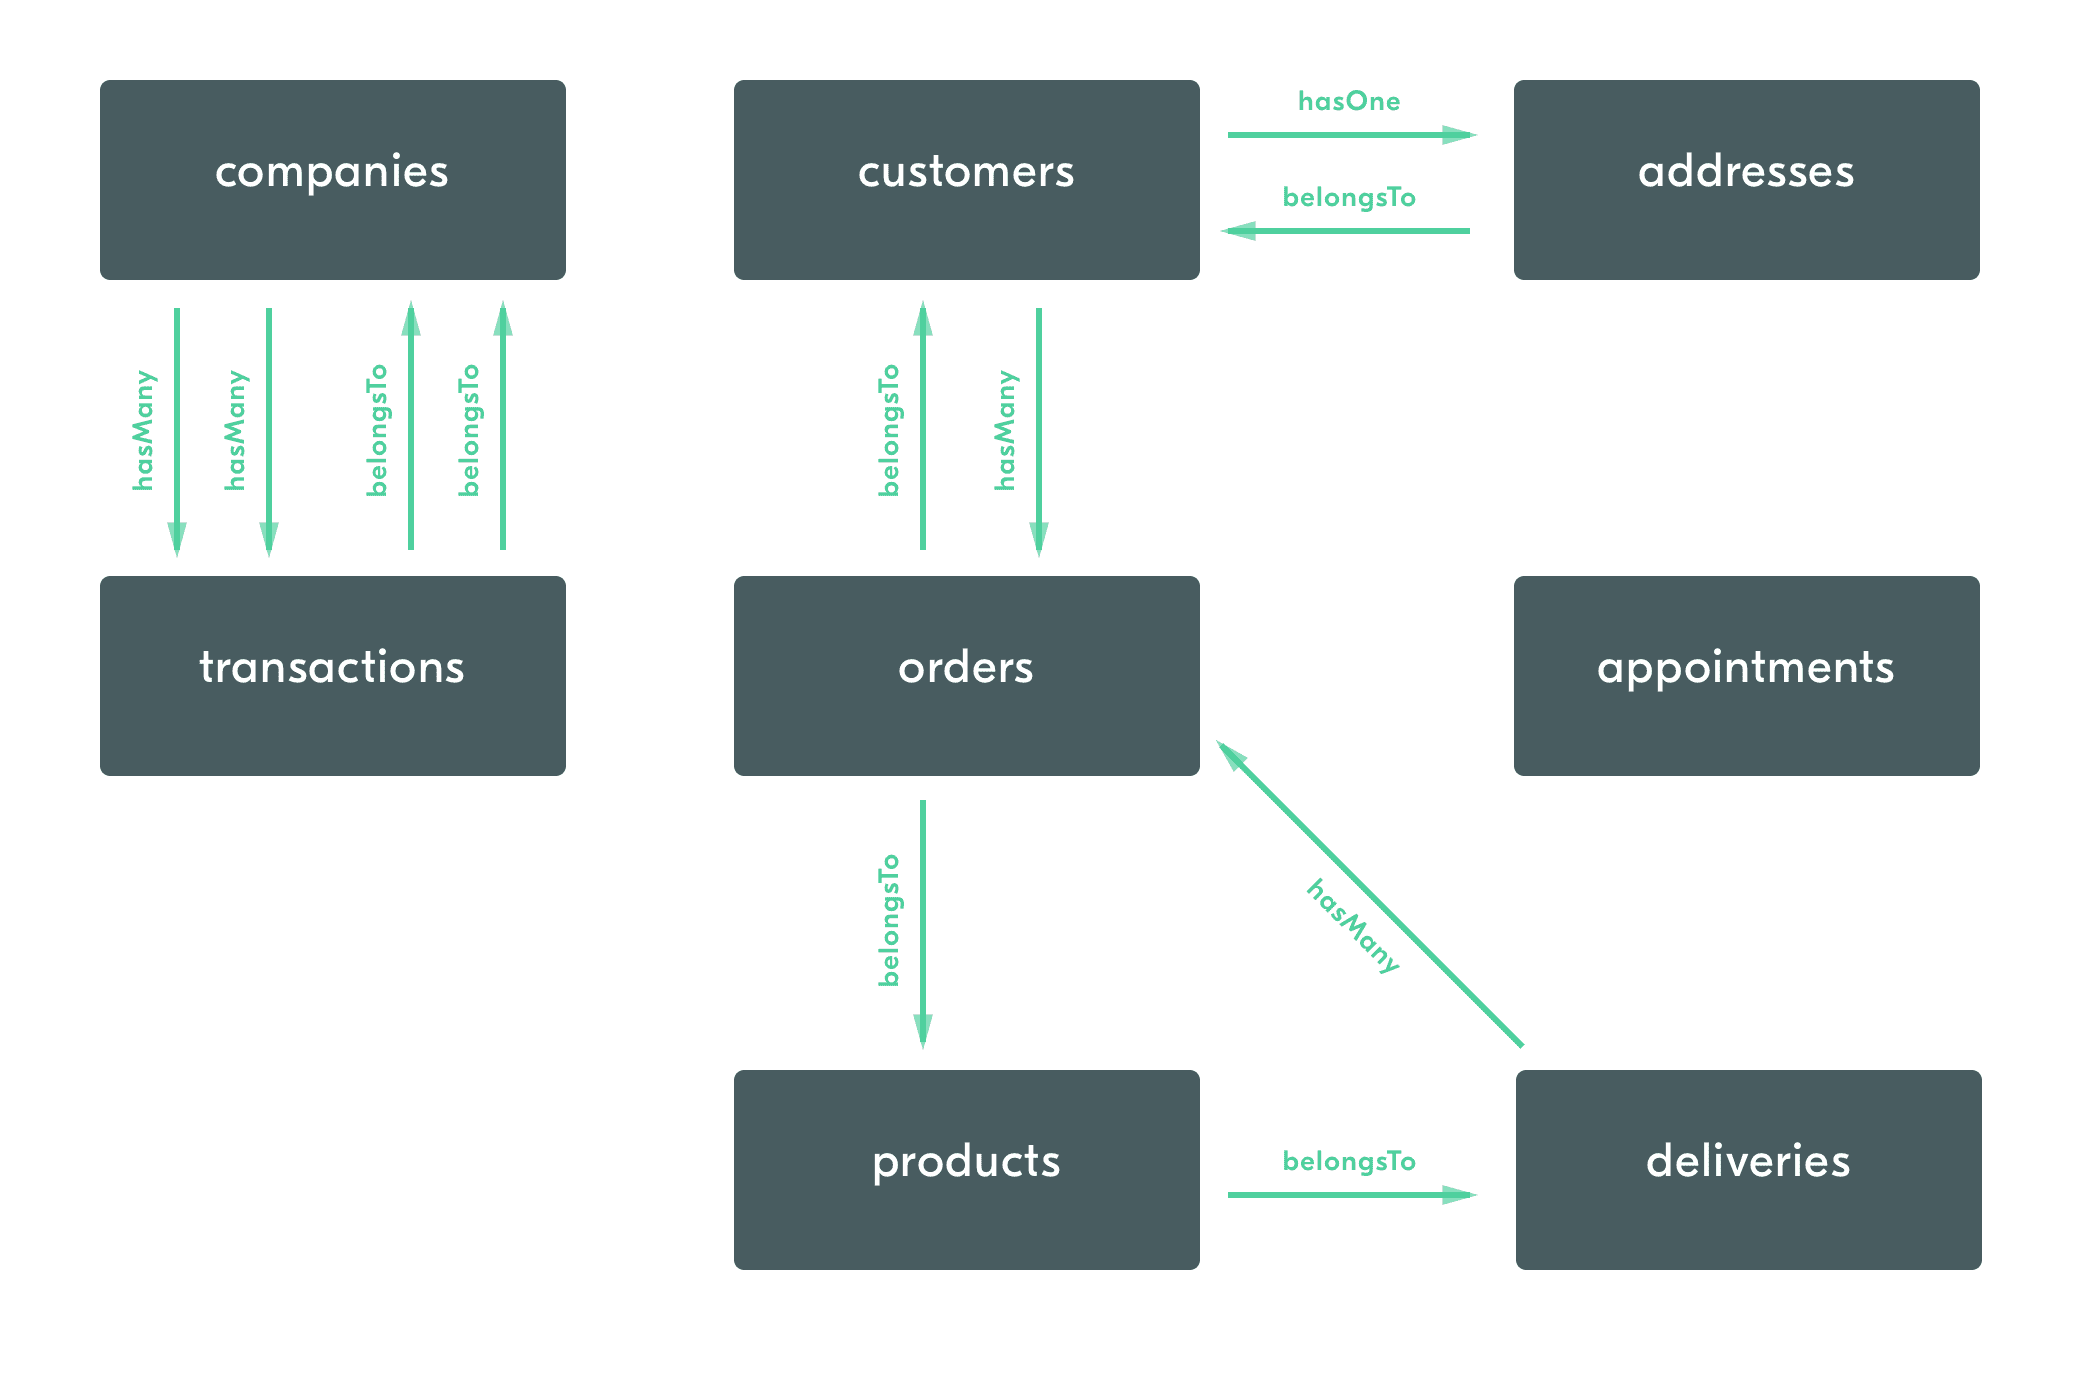 companies
customers
hasOne
belongsTo
addresses
hasMany
hasMany
belongsTo
belongsTo
belongsTo
hasMany
transactions
orders
appointments
belongsTo
hasMany
products
belongsTo
deliveries